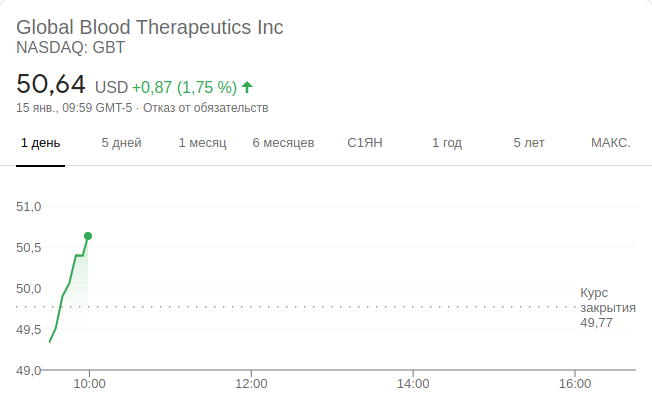 Global Blood Therapeutics Inc
NASDAQ: GBT
50,64 USD +0,87 (1,75 %)
15 янв., 09:59 GMT-5 · Отказ от обязательств
1 день 5 дней 1 месяц 6 месяцев С1ЯН 1 год 5 лет МАКС.
51,0
50,5
50,0
Курс
закрытия
49,77
49,5
49,0
10:00 12:00 14:00 16:00